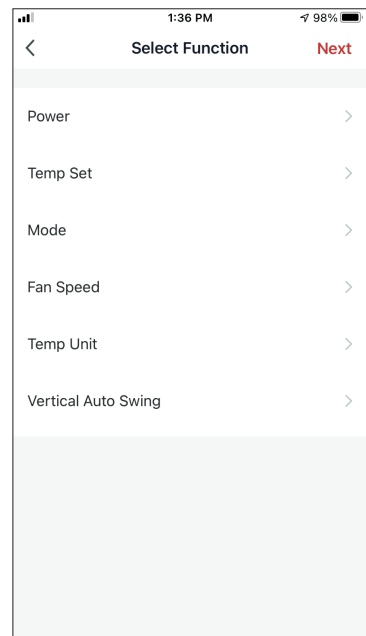 1:36 PM 98%
Select Function Next
Power
Temp Set
Mode
Fan Speed
Temp Unit
Vertical Auto Swing